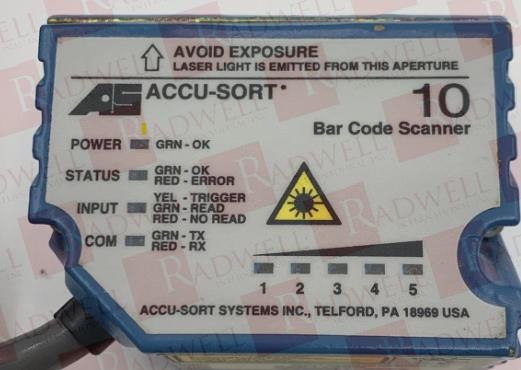 AVOID EXPOSURE
LASER LIGHT IS EMITTED FROM THIS APERTURE
AS ACCU-SORT
10
Bar Code Scanner
POWER GRN - OK
STATUS GRN - OK
RED - ERROR
YEL - TRIGGER
INPUT GRN - READ
RED - NO READ
COM GRN - TX
RED - RX
1 2 3 4 5
ACCU-SORT SYSTEMS INC., TELFORD, PA 18969 USA
RADWELL